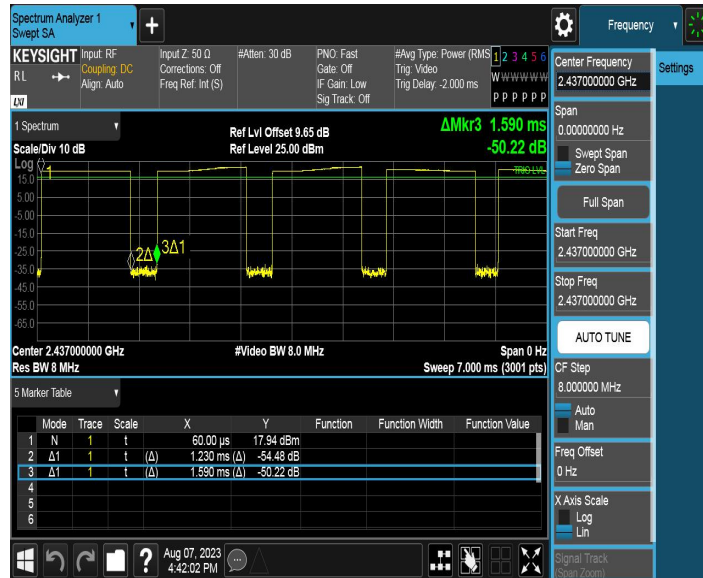 Spectrum Analyzer 1
Swept SA
+
Frequency
KEYSIGHT
RL
LXI
Input: RF
Coupling: DC
Align: Auto
Input Z: 50 Ω
Corrections: Off
Freq Ref: Int (S)
#Atten: 30 dB
PNO: Fast
Gate: Off
IF Gain: Low
Sig Track: Off
#Avg Type: Power (RMS
Trig: Video
Trig Delay: -2.000 ms
1 2 3 4 5 6
W W W W W W
P P P P P P
1 Spectrum
Scale/Div 10 dB
Ref Lvl Offset 9.65 dB
Ref Level 25.00 dBm
ΔMkr3 1.590 ms
-50.22 dB
Log
15.0
5.00
-5.00
-15.0
-25.0
-35.0
-45.0
-55.0
-65.0
1
2Δ
3Δ1
TRIG LVL
Center 2.437000000 GHz
Res BW 8 MHz
#Video BW 8.0 MHz
Span 0 Hz
Sweep 7.000 ms (3001 pts)
5 Marker Table
Mode Trace Scale X Y Function Function Width Function Value
1 N 1 t 60.00 µs 17.94 dBm
2 Δ1 1 t (Δ) 1.230 ms (Δ) -54.48 dB
3 Δ1 1 t (Δ) 1.590 ms (Δ) -50.22 dB
4
5
6
?
Aug 07, 2023
4:42:02 PM
Center Frequency
2.437000000 GHz
Span
0.00000000 Hz
Swept Span
Zero Span
Full Span
Start Freq
2.437000000 GHz
Stop Freq
2.437000000 GHz
AUTO TUNE
CF Step
8.000000 MHz
Auto
Man
Freq Offset
0 Hz
X Axis Scale
Log
Lin
Signal Track
(Span Zoom)
Settings